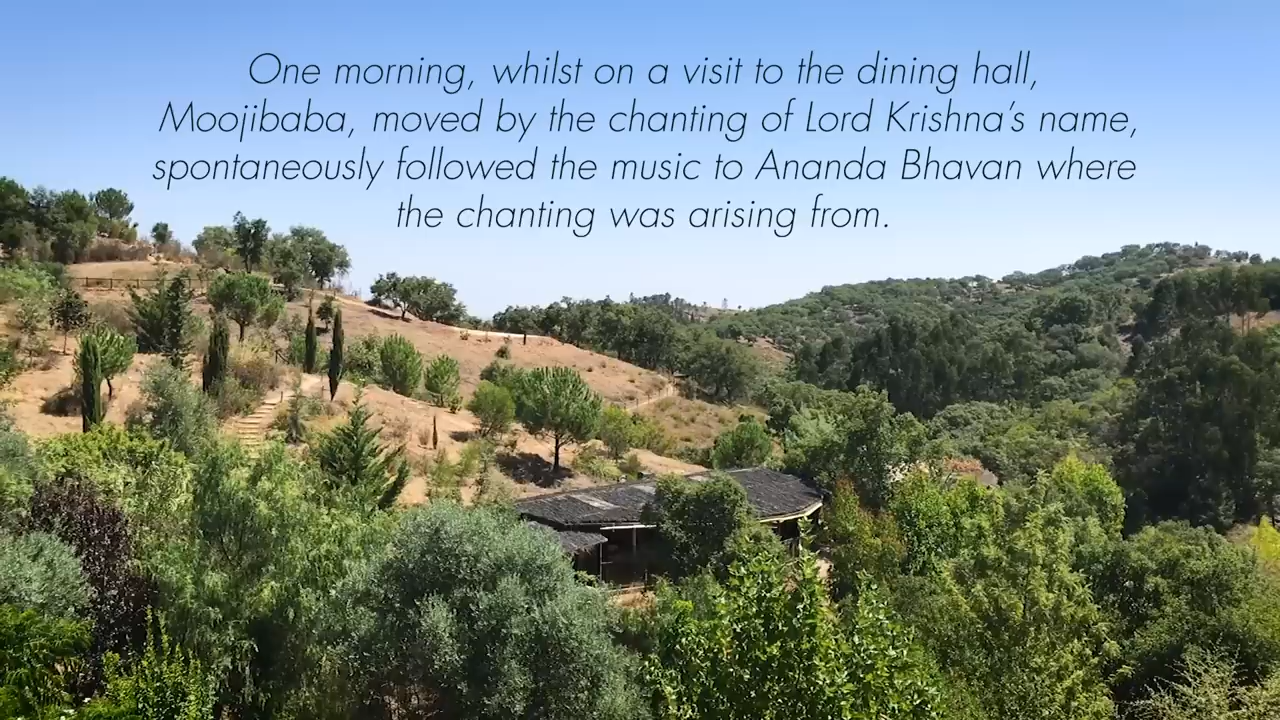 One morning, whilst on a visit to the dining hall,
Moojibaba, moved by the chanting of Lord Krishna’s name,
spontaneously followed the music to Ananda Bhavan where
the chanting was arising from.